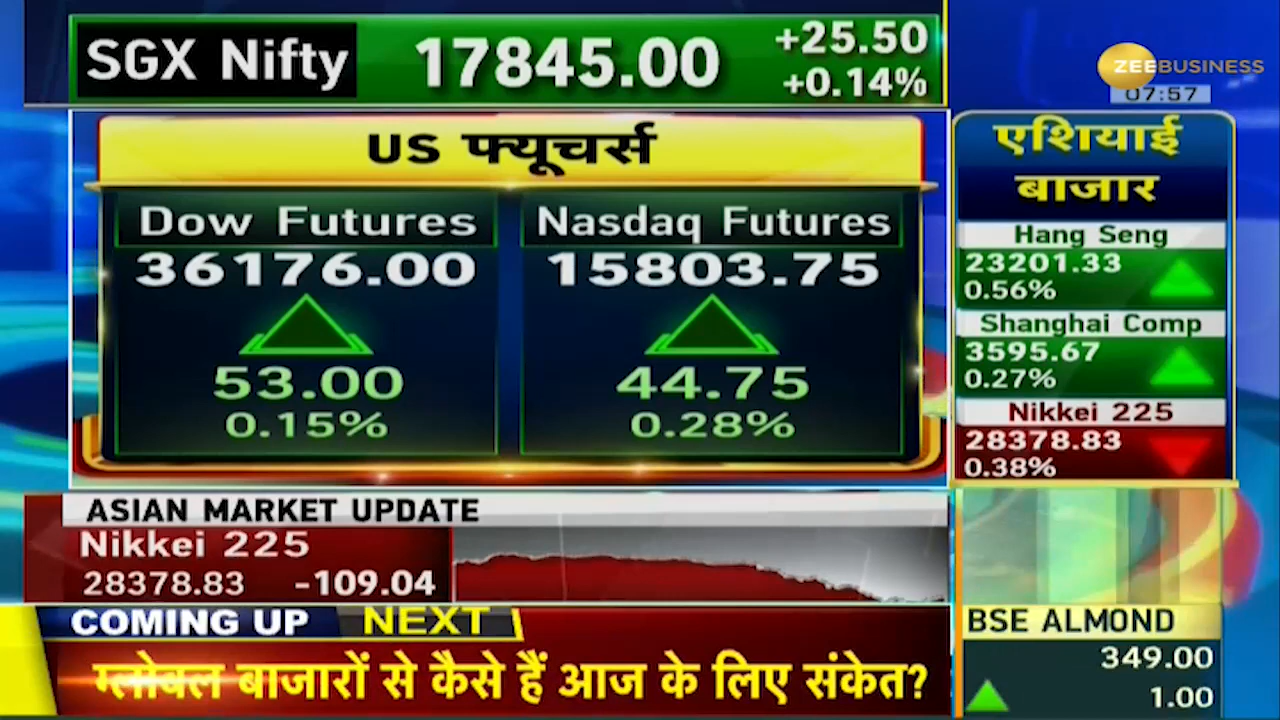 SGX Nifty 17845.00 +25.50
+0.14%
ZEEBUSINESS
07:57
US फ्यूचर्स
Dow Futures
36176.00
53.00
0.15%
Nasdaq Futures
15803.75
44.75
0.28%
एशियाई
बाजार
Hang Seng
23201.33
0.56%
Shanghai Comp
3595.67
0.27%
Nikkei 225
28378.83
0.38%
ASIAN MARKET UPDATE
Nikkei 225
28378.83 -109.04
COMING UP NEXT
ग्लोबल बाजारों से कैसे हैं आज के लिए संकेत?
BSE ALMOND
349.00
1.00